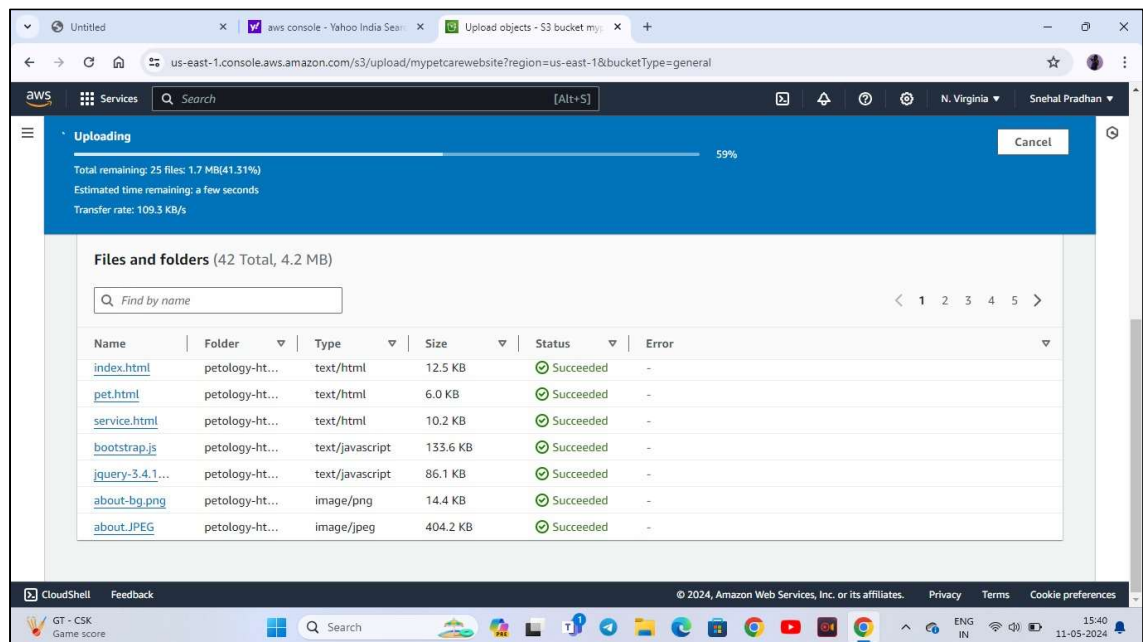 Untitled
aws console - Yahoo India Sear
Upload objects - S3 bucket my
us-east-1.console.aws.amazon.com/s3/upload/mypetcarewebsite?region=us-east-1&bucketType=general
aws Services Search [Alt+S] N. Virginia Snehal Pradhan
Uploading
Cancel
59%
Total remaining: 25 files: 1.7 MB(41.31%)
Estimated time remaining: a few seconds
Transfer rate: 109.3 KB/s
Files and folders (42 Total, 4.2 MB)
Find by name
1 2 3 4 5
Name Folder Type Size Status Error
index.html petology-ht... text/html 12.5 KB Succeeded -
pet.html petology-ht... text/html 6.0 KB Succeeded -
service.html petology-ht... text/html 10.2 KB Succeeded -
bootstrap.js petology-ht... text/javascript 133.6 KB Succeeded -
jquery-3.4.1... petology-ht... text/javascript 86.1 KB Succeeded -
about-bg.png petology-ht... image/png 14.4 KB Succeeded -
about.JPEG petology-ht... image/jpeg 404.2 KB Succeeded -
CloudShell Feedback © 2024, Amazon Web Services, Inc. or its affiliates. Privacy Terms Cookie preferences
GT - CSK
Game score
Search
ENG
IN
15:40
11-05-2024